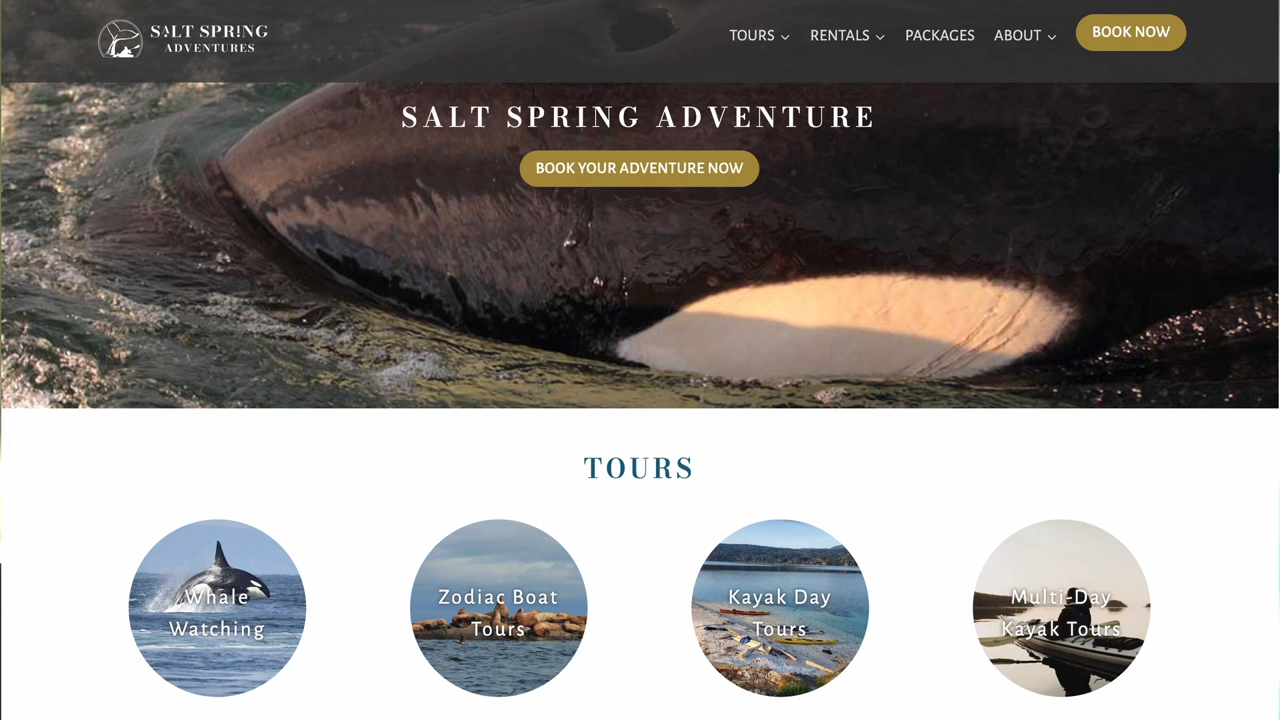 SALT SPRING
ADVENTURES
TOURS
RENTALS
PACKAGES
ABOUT
BOOK NOW
SALT SPRING ADVENTURE
BOOK YOUR ADVENTURE NOW
TOURS
Whale
Watching
Zodiac Boat
Tours
Kayak Day
Tours
Multi-Day
Kayak Tours